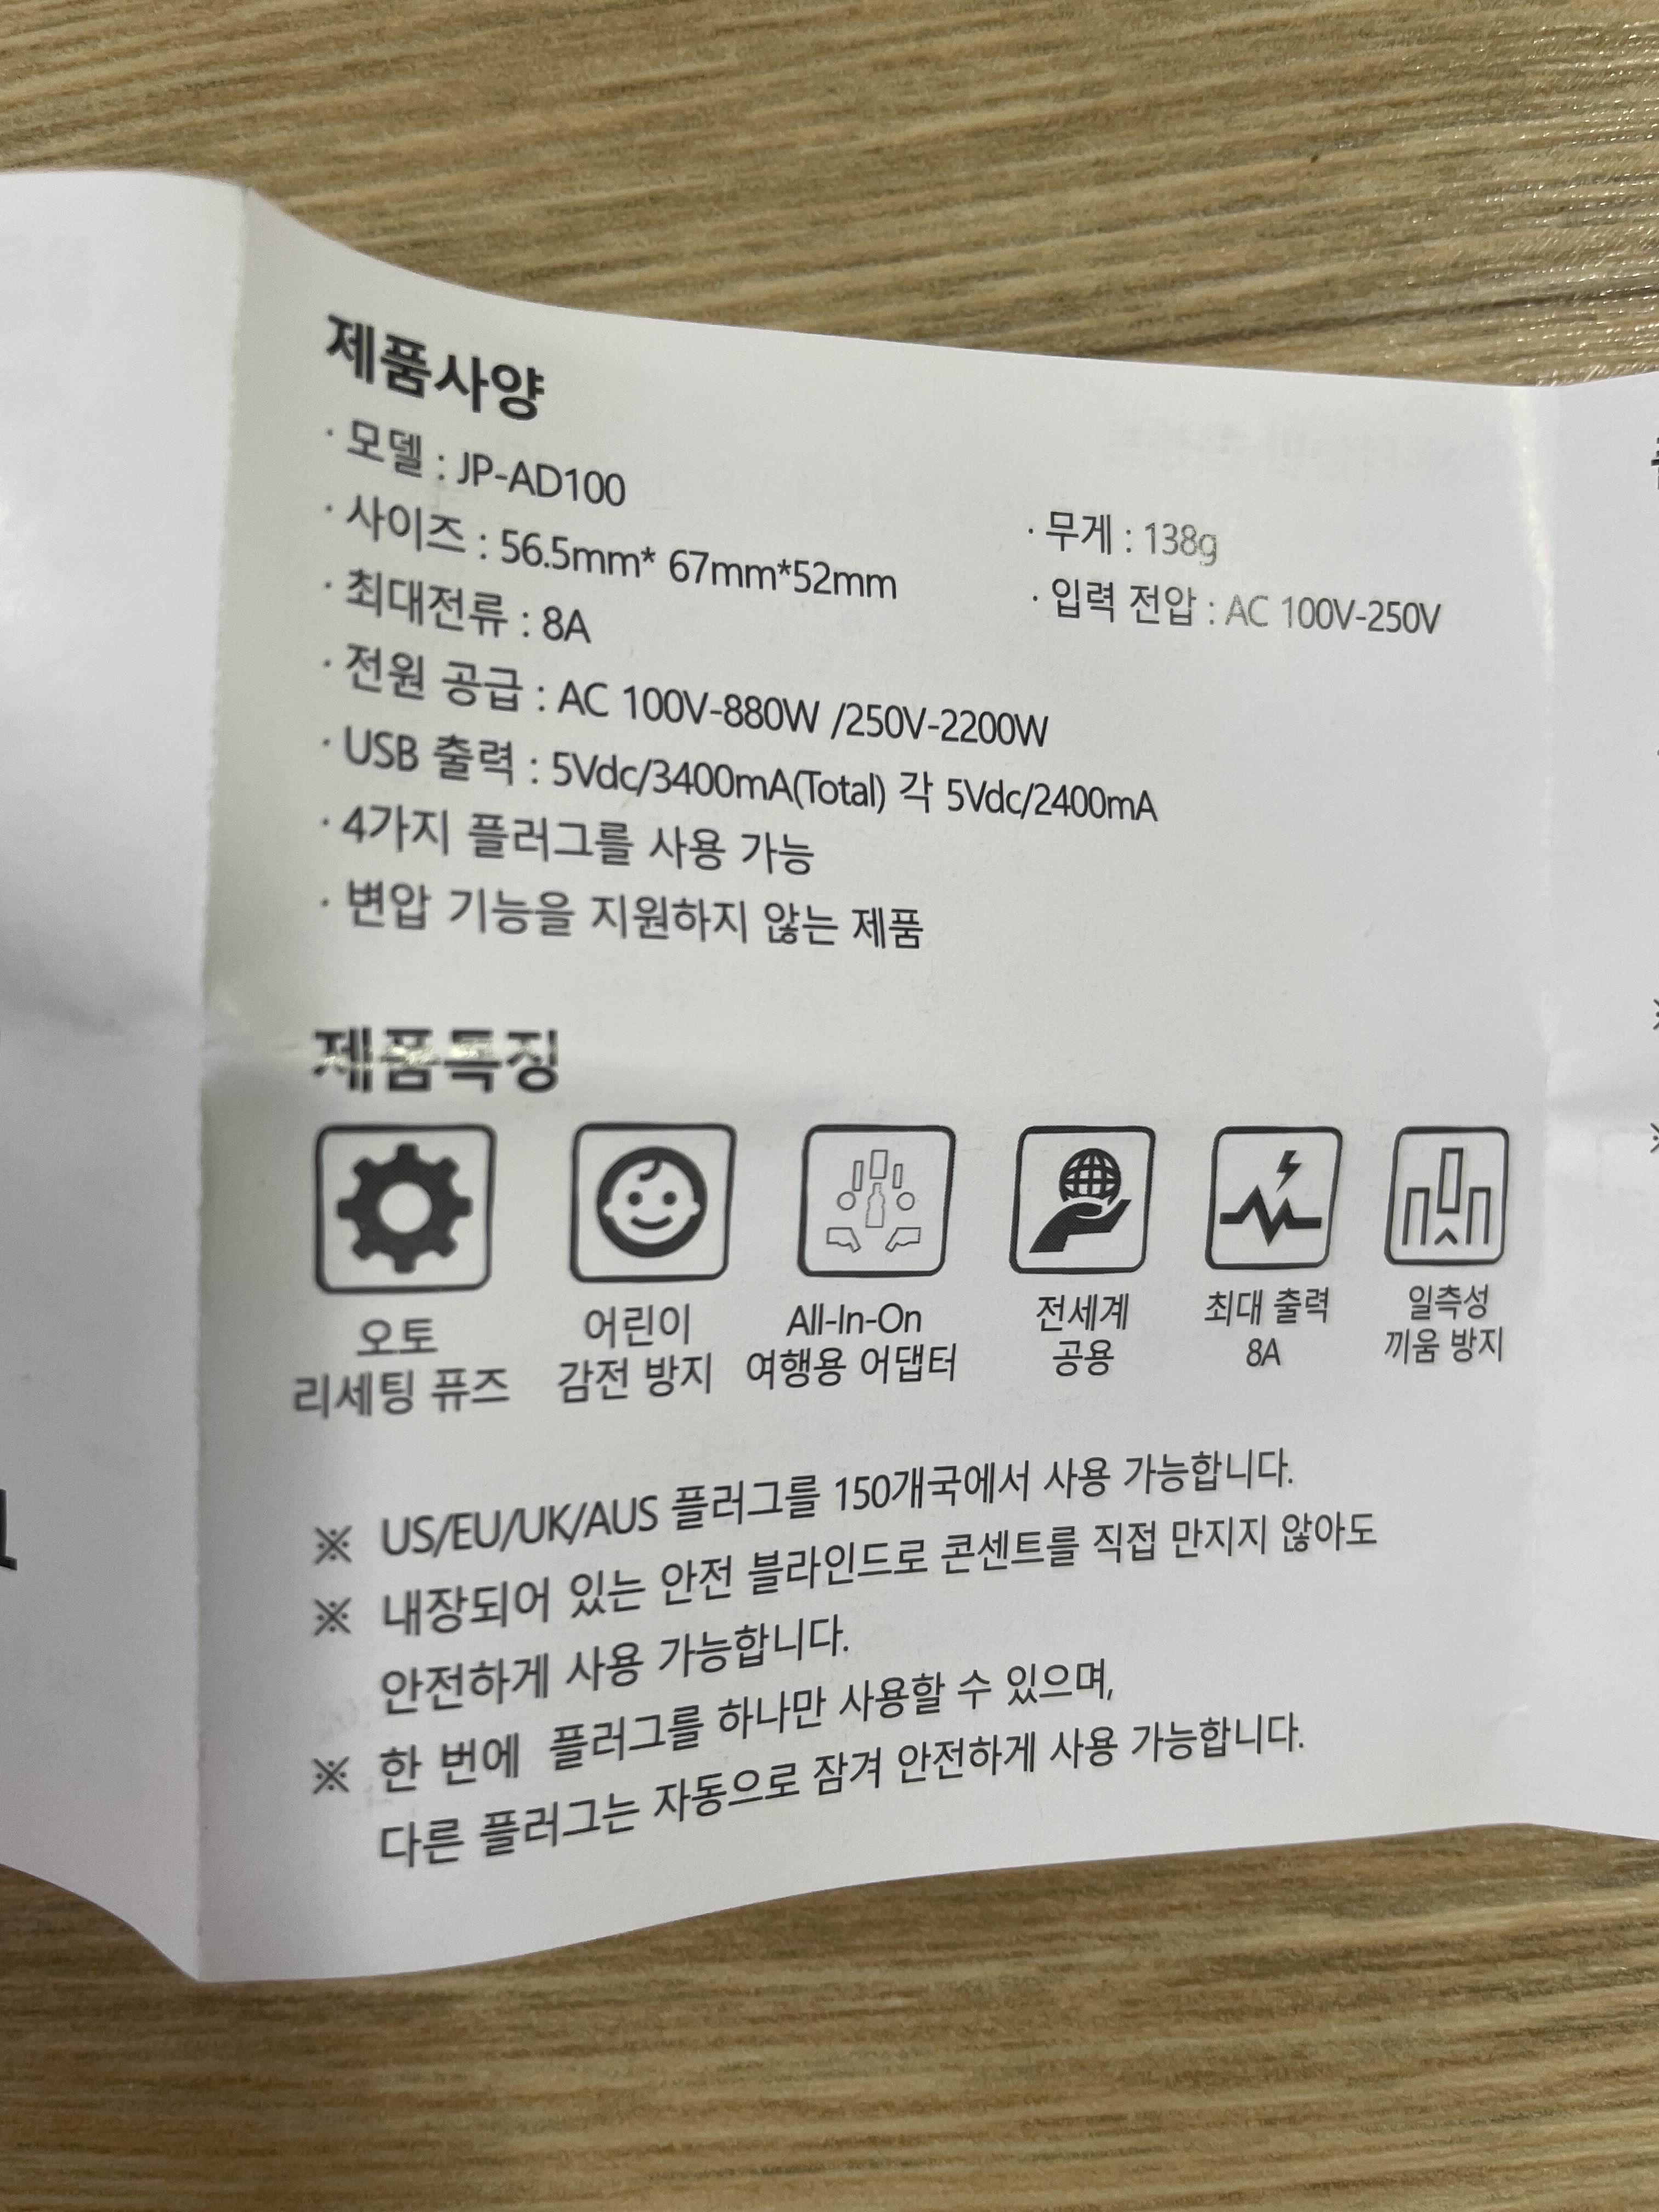 제품사양
· 모델 : JP-AD100
· 사이즈 : 56.5mm* 67mm*52mm
· 무게 : 138g
· 최대전류 : 8A
· 입력 전압 : AC 100V-250V
· 전원 공급 : AC 100V-880W /250V-2200W
· USB 출력 : 5Vdc/3400mA(Total) 각 5Vdc/2400mA
· 4가지 플러그를 사용 가능
· 변압 기능을 지원하지 않는 제품
제품특징
오토
리세팅 퓨즈
어린이
감전 방지
All-In-On
여행용 어댑터
전세계
공용
최대 출력
8A
일측성
끼움 방지
※ US/EU/UK/AUS 플러그를 150개국에서 사용 가능합니다.
※ 내장되어 있는 안전 블라인드로 콘센트를 직접 만지지 않아도
안전하게 사용 가능합니다.
※ 한 번에 플러그를 하나만 사용할 수 있으며,
다른 플러그는 자동으로 잠겨 안전하게 사용 가능합니다.